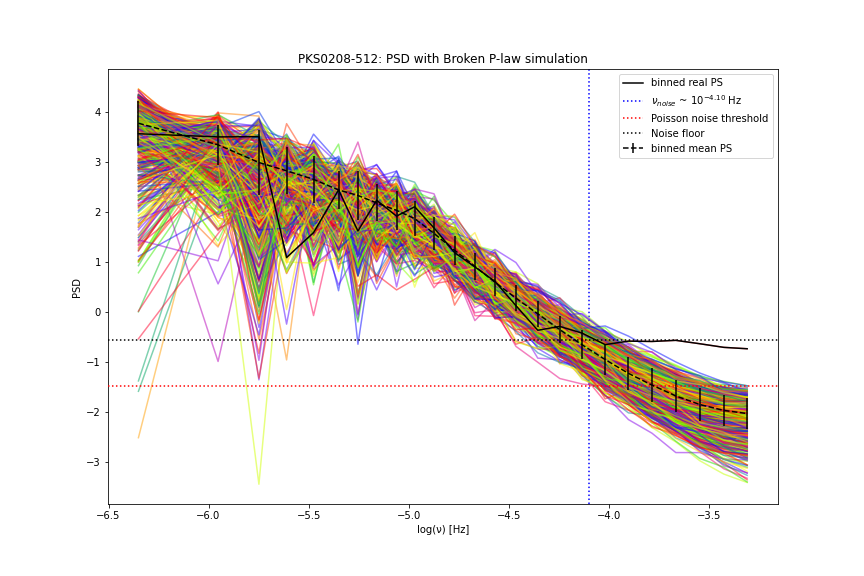 PKS0208-512: PSD with Broken P-law simulation
binned real PS
ν_noise ~ 10^−4.10 Hz
Poisson noise threshold
Noise floor
binned mean PS
PSD
4
3
2
1
0
−1
−2
−3
−6.5 −6.0 −5.5 −5.0 −4.5 −4.0 −3.5
log(ν) [Hz]